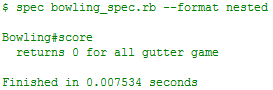 $ spec bowling_spec.rb --format nested
Bowling#score
returns 0 for all gutter game
Finished in 0.007534 seconds